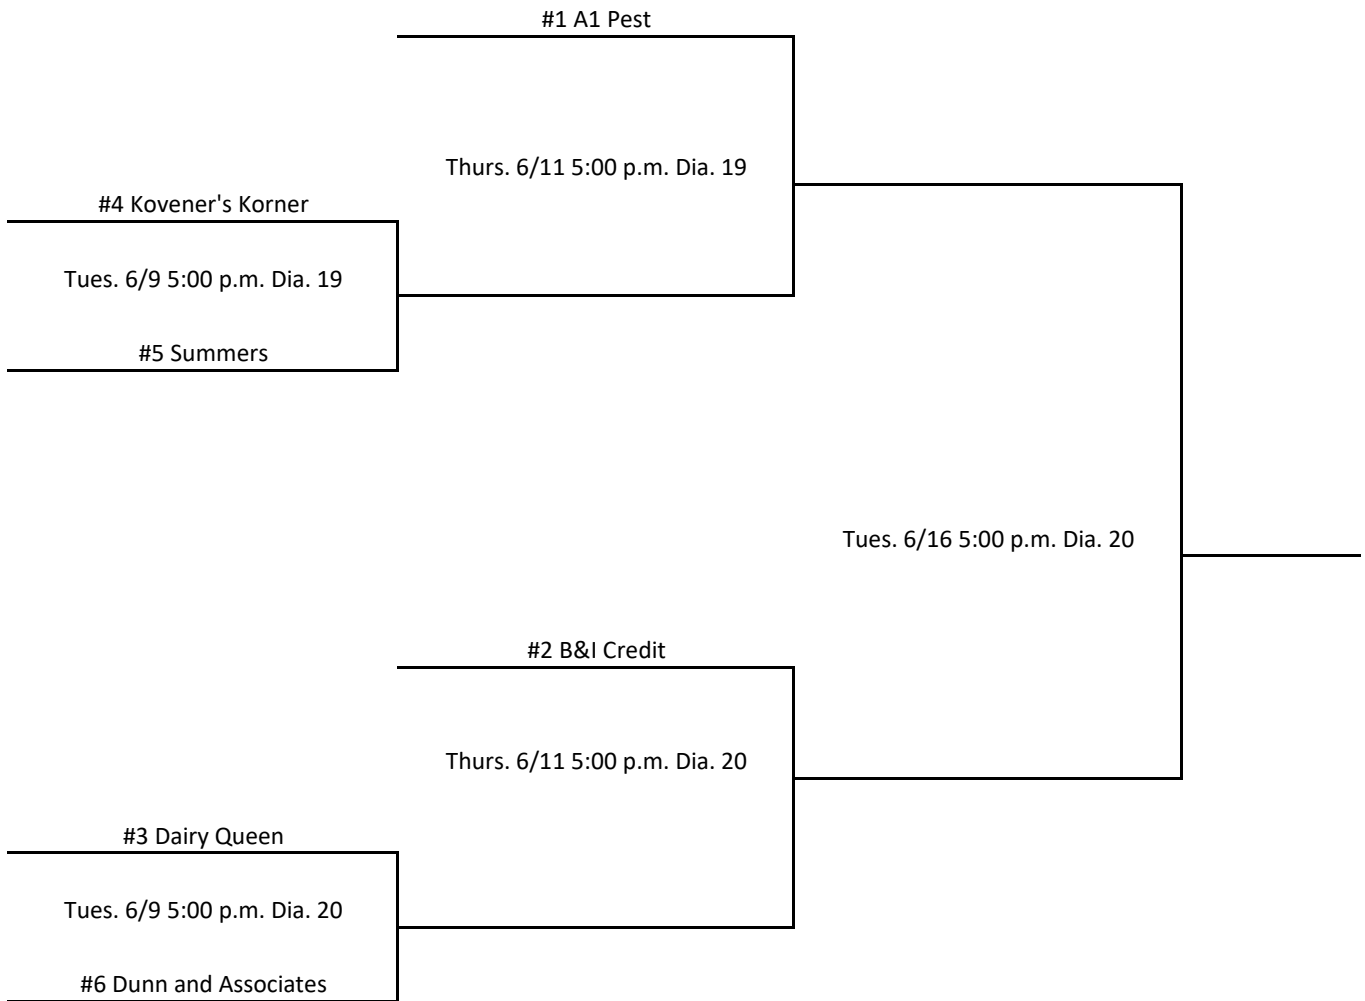 #1 A1 Pest
Thurs. 6/11 5:00 p.m. Dia. 19
#4 Kovener's Korner
Tues. 6/9 5:00 p.m. Dia. 19
#5 Summers
Tues. 6/16 5:00 p.m. Dia. 20
#2 B&I Credit
Thurs. 6/11 5:00 p.m. Dia. 20
#3 Dairy Queen
Tues. 6/9 5:00 p.m. Dia. 20
#6 Dunn and Associates